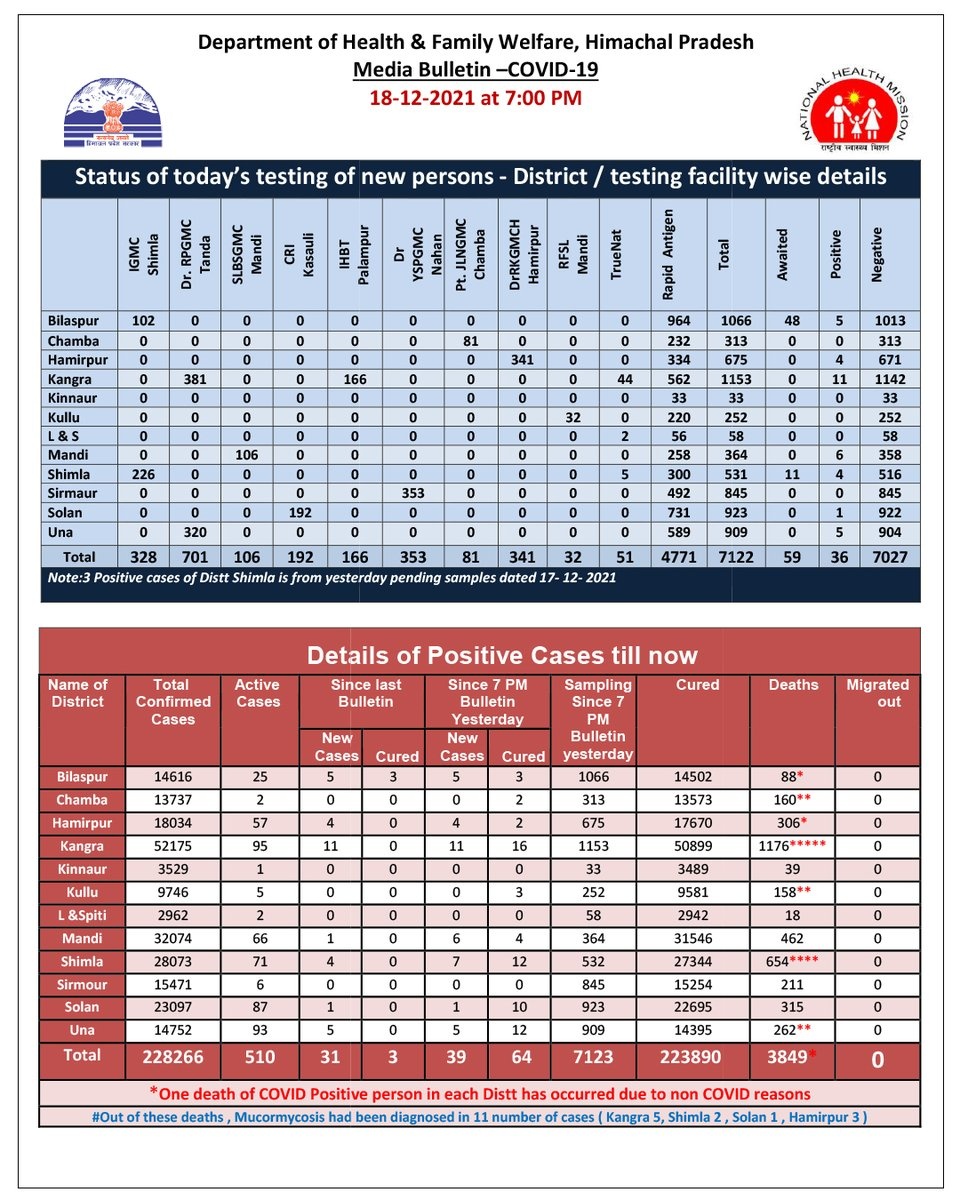 Department of Health & Family Welfare, Himachal Pradesh
Media Bulletin –COVID-19
18-12-2021 at 7:00 PM
हिमाचल प्रदेश सरकार
NATIONAL HEALTH MISSION
राष्ट्रीय स्वास्थ्य मिशन
Status of today's testing of new persons - District / testing facility wise details
IGMC Shimla Dr. RPGMC Tanda SLBSGMC Mandi CRI Kasauli IHBT Palampur Dr YSPGMC Nahan Pt. JLNGMC Chamba DrRKGMCH Hamirpur RFSL Mandi TrueNat Rapid Antigen Total Awaited Positive Negative
Bilaspur 102 0 0 0 0 0 0 0 0 0 964 1066 48 5 1013
Chamba 0 0 0 0 0 0 81 0 0 0 232 313 0 0 313
Hamirpur 0 0 0 0 0 0 0 341 0 0 334 675 0 4 671
Kangra 0 381 0 0 166 0 0 0 0 44 562 1153 0 11 1142
Kinnaur 0 0 0 0 0 0 0 0 0 0 33 33 0 0 33
Kullu 0 0 0 0 0 0 0 0 32 0 220 252 0 0 252
L & S 0 0 0 0 0 0 0 0 0 2 56 58 0 0 58
Mandi 0 0 106 0 0 0 0 0 0 0 258 364 0 6 358
Shimla 226 0 0 0 0 0 0 0 0 5 300 531 11 4 516
Sirmaur 0 0 0 0 0 353 0 0 0 0 492 845 0 0 845
Solan 0 0 0 192 0 0 0 0 0 0 731 923 0 1 922
Una 0 320 0 0 0 0 0 0 0 0 589 909 0 5 904
Total 328 701 106 192 166 353 81 341 32 51 4771 7122 59 36 7027
Note:3 Positive cases of Distt Shimla is from yesterday pending samples dated 17- 12- 2021
Details of Positive Cases till now
Name of District Total Confirmed Cases Active Cases Since last Bulletin Since 7 PM Bulletin Yesterday Sampling Since 7 PM Bulletin yesterday Cured Deaths Migrated out
New Cases Cured New Cases Cured
Bilaspur 14616 25 5 3 5 3 1066 14502 88* 0
Chamba 13737 2 0 0 0 2 313 13573 160** 0
Hamirpur 18034 57 4 0 4 2 675 17670 306* 0
Kangra 52175 95 11 0 11 16 1153 50899 1176***** 0
Kinnaur 3529 1 0 0 0 0 33 3489 39 0
Kullu 9746 5 0 0 0 3 252 9581 158** 0
L &Spiti 2962 2 0 0 0 0 58 2942 18 0
Mandi 32074 66 1 0 6 4 364 31546 462 0
Shimla 28073 71 4 0 7 12 532 27344 654**** 0
Sirmour 15471 6 0 0 0 0 845 15254 211 0
Solan 23097 87 1 0 1 10 923 22695 315 0
Una 14752 93 5 0 5 12 909 14395 262** 0
Total 228266 510 31 3 39 64 7123 223890 3849* 0
*One death of COVID Positive person in each Distt has occurred due to non COVID reasons
#Out of these deaths , Mucormycosis had been diagnosed in 11 number of cases ( Kangra 5, Shimla 2 , Solan 1 , Hamirpur 3 )